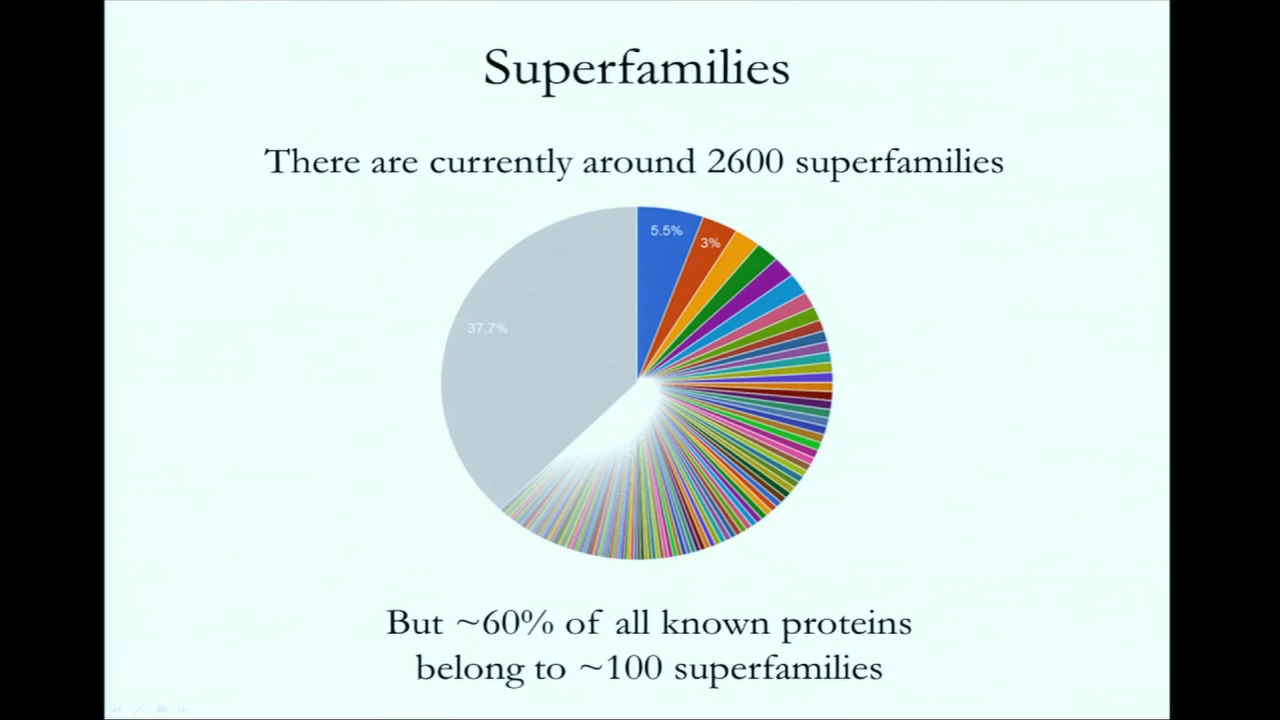 Superfamilies
There are currently around 2600 superfamilies
5.5%
3%
37.7%
But ~60% of all known proteins
belong to ~100 superfamilies